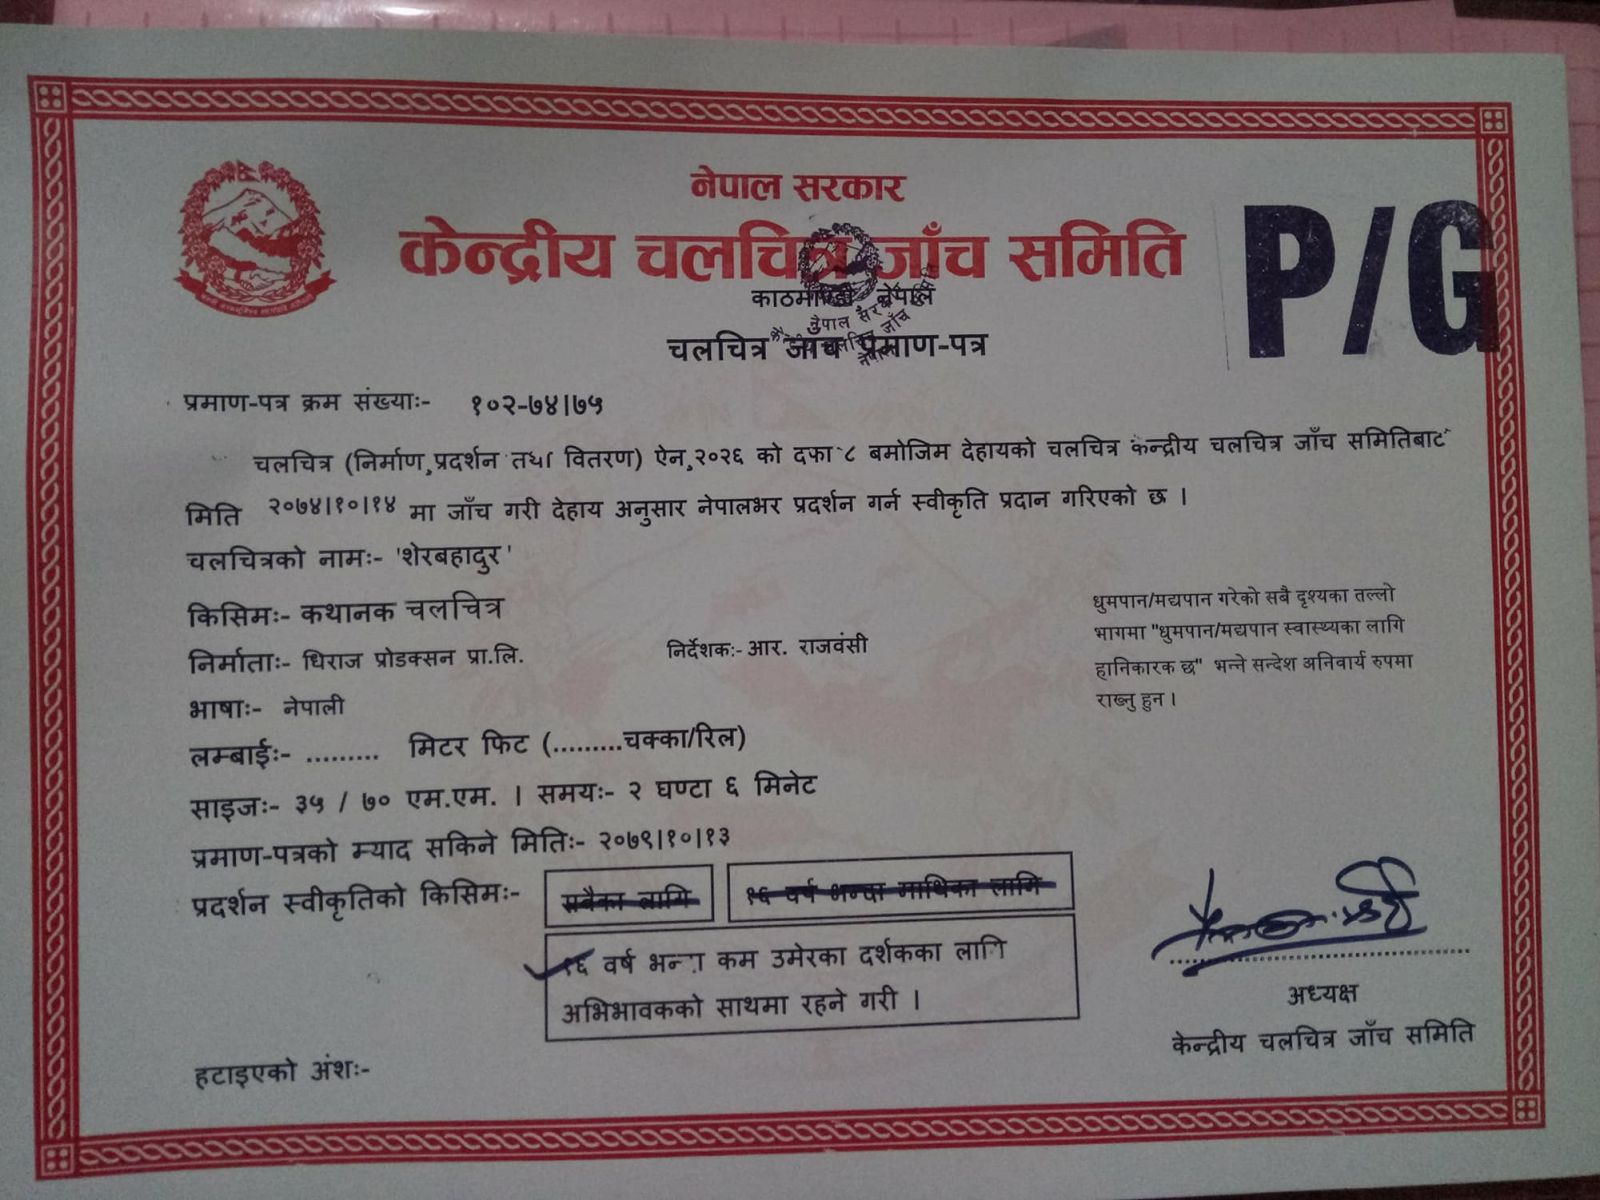 नेपाल सरकार
केन्द्रीय चलचित्र जाँच समिति
P/G
काठमाण्डौ नेपाल
चलचित्र जाँच प्रमाण-पत्र
प्रमाण-पत्र क्रम संख्याः- १०२-७४|७५
चलचित्र (निर्माण,प्रदर्शन तथा वितरण) ऐन,२०२६ को दफा ८ बमोजिम देहायको चलचित्र केन्द्रीय चलचित्र जाँच समितिबाट
मिति २०७४|१०|१४ मा जाँच गरी देहाय अनुसार नेपालभर प्रदर्शन गर्न स्वीकृति प्रदान गरिएको छ ।
चलचित्रको नामः- 'शेरबहादुर'
किसिमः- कथानक चलचित्र
निर्माताः- धिराज प्रोडक्सन प्रा.लि. निर्देशकः- आर. राजवंसी
धुमपान/मद्यपान गरेको सबै दृश्यका तल्लो
भागमा "धुमपान/मद्यपान स्वास्थ्यका लागि
हानिकारक छ" भन्ने सन्देश अनिवार्य रुपमा
राख्नु हुन ।
भाषाः- नेपाली
लम्बाईः- ......... मिटर फिट (.........चक्का/रिल)
साइजः- ३५ / ७० एम.एम. । समयः- २ घण्टा ६ मिनेट
प्रमाण-पत्रको म्याद सकिने मितिः- २०७९|१०|१३
प्रदर्शन स्वीकृतिको किसिमः- सबैका लागि १६ वर्ष भन्दा माथिका लागि
१६ वर्ष भन्दा कम उमेरका दर्शकका लागि
अभिभावकको साथमा रहने गरी ।
अध्यक्ष
केन्द्रीय चलचित्र जाँच समिति
हटाइएको अंशः-